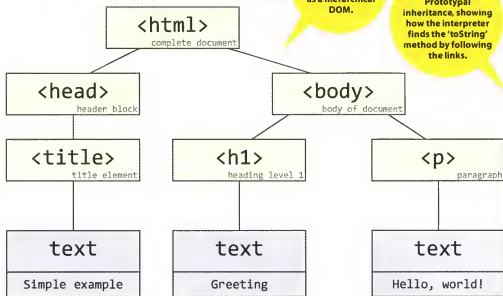 as a hierarchical
DOM.
Prototypal
inheritance, showing
how the interpreter
finds the 'toString'
method by following
the links.
<html>
complete document
<head>
header block
<body>
body of document
<title>
title element
<h1>
heading level 1
<p>
paragraph
text
Simple example
text
Greeting
text
Hello, world!